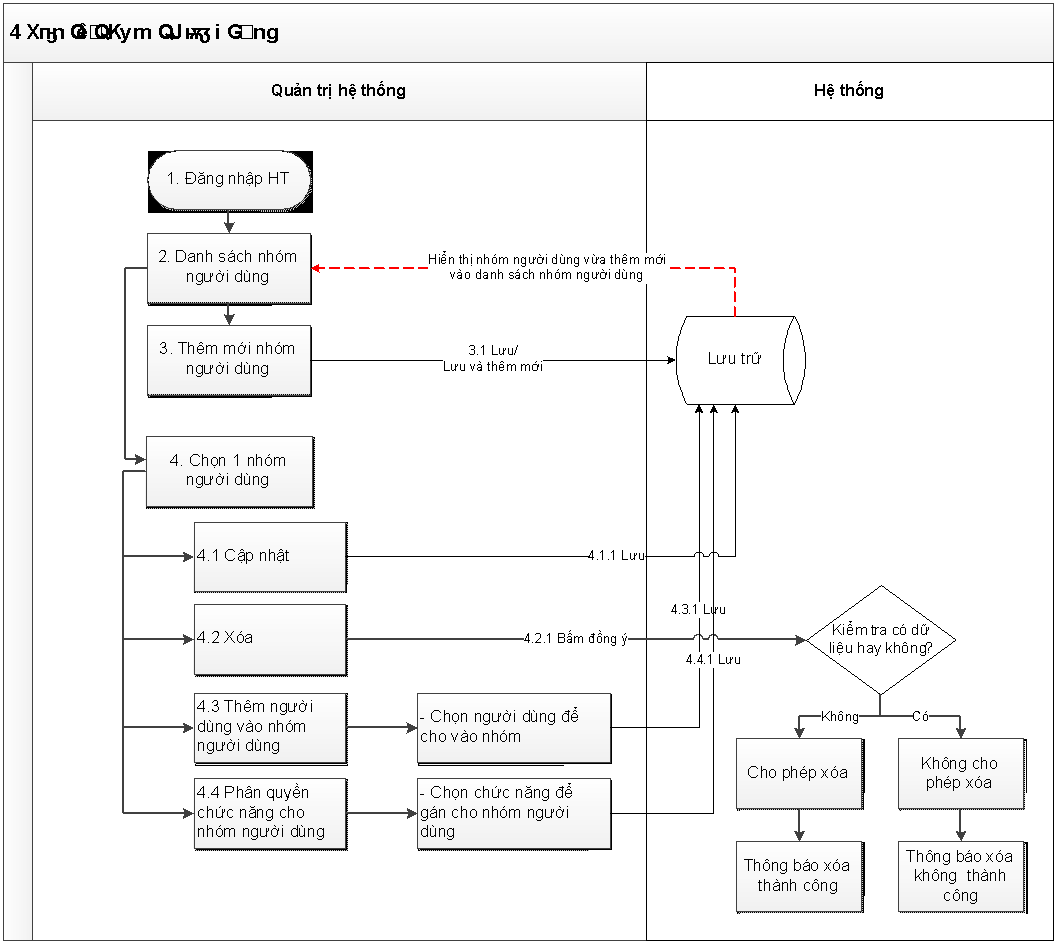 Quản trị hệ thống
Hệ thống
1. Đăng nhập HT
2. Danh sách nhóm
người dùng
Hiển thị nhóm người dùng vừa thêm mới
vào danh sách nhóm người dùng
3. Thêm mới nhóm
người dùng
3.1 Lưu/
Lưu và thêm mới
Lưu trữ
4. Chọn 1 nhóm
người dùng
4.1 Cập nhật
4.1.1 Lưu
4.3.1 Lưu
4.2 Xóa
4.2.1 Bấm đồng ý
4.4.1 Lưu
Kiểm tra có dữ
liệu hay không?
4.3 Thêm người
dùng vào nhóm
người dùng
- Chọn người dùng để
cho vào nhóm
Không
Có
Cho phép xóa
Không cho
phép xóa
4.4 Phân quyền
chức năng cho
nhóm người dùng
- Chọn chức năng để
gán cho nhóm người
dùng
Thông báo xóa
thành công
Thông báo xóa
không thành
công